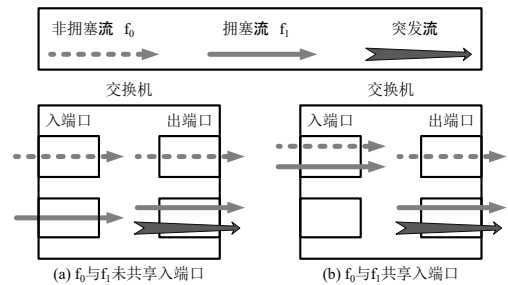 非拥塞流 f₀ 拥塞流 f₁ 突发流
交换机 交换机
入端口 出端口 入端口 出端口
(a) f₀与f₁未共享入端口 (b) f₀与f₁共享入端口